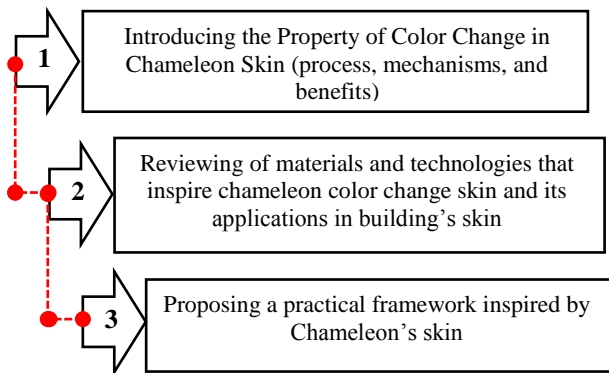 1
Introducing the Property of Color Change in
Chameleon Skin (process, mechanisms, and
benefits)
2
Reviewing of materials and technologies that
inspire chameleon color change skin and its
applications in building's skin
3
Proposing a practical framework inspired by
Chameleon's skin